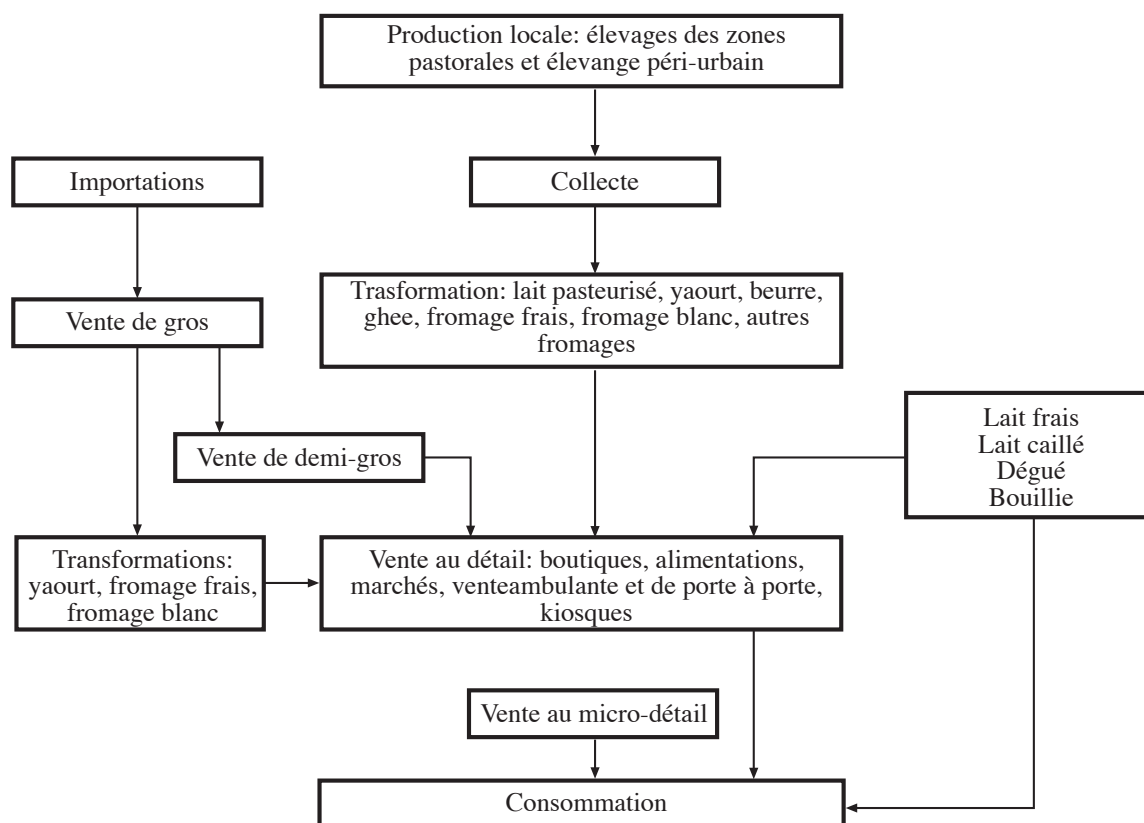 Production locale: élevages des zones
pastorales et élevange péri-urbain
Importations
Collecte
Vente de gros
Trasformation: lait pasteurisé, yaourt, beurre,
ghee, fromage frais, fromage blanc, autres
fromages
Vente de demi-gros
Lait frais
Lait caillé
Dégué
Bouillie
Transformations:
yaourt, fromage frais,
fromage blanc
Vente au détail: boutiques, alimentations,
marchés, venteambulante et de porte à porte,
kiosques
Vente au micro-détail
Consommation